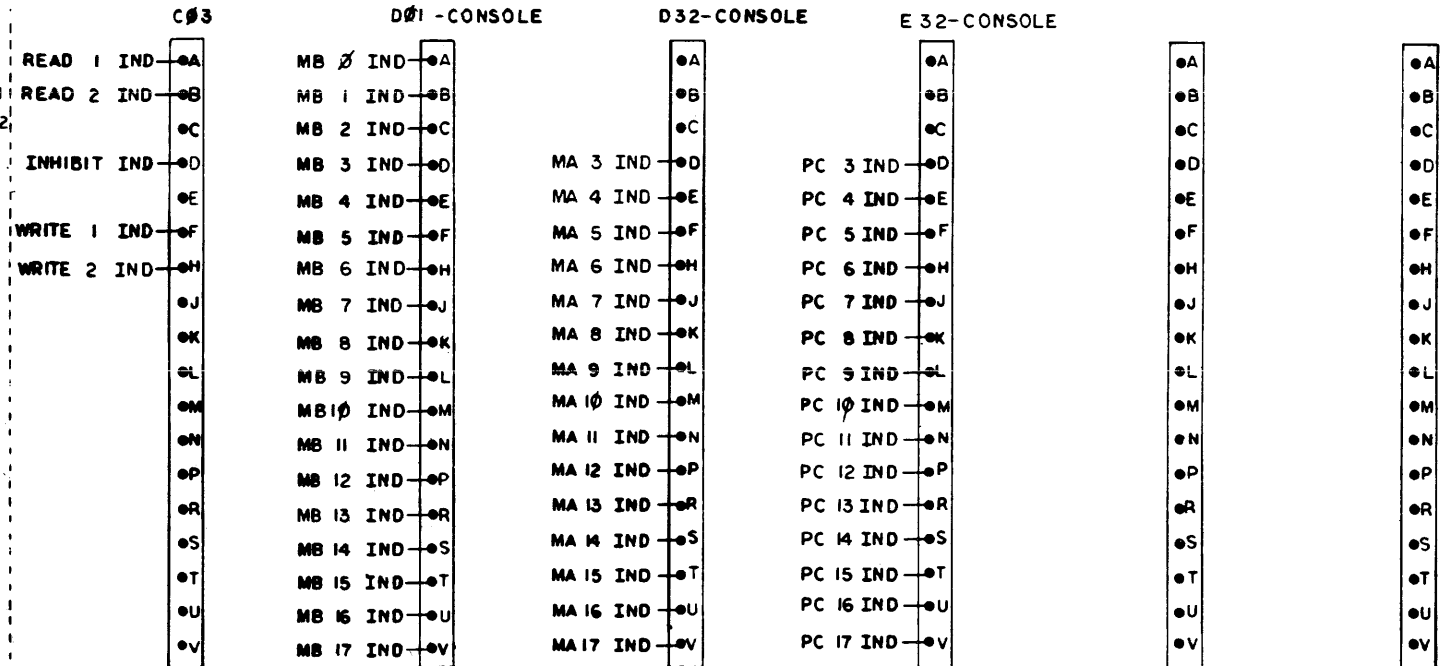 CØ3 DØ1-CONSOLE D32-CONSOLE E32-CONSOLE
READ 1 IND A MB Ø IND A A A A A
READ 2 IND B MB 1 IND B B B B B
2 C MB 2 IND C C C C C
INHIBIT IND D MB 3 IND D MA 3 IND D PC 3 IND D D D
E MB 4 IND E MA 4 IND E PC 4 IND E E E
WRITE 1 IND F MB 5 IND F MA 5 IND F PC 5 IND F F F
WRITE 2 IND H MB 6 IND H MA 6 IND H PC 6 IND H H H
J MB 7 IND J MA 7 IND J PC 7 IND J J J
K MB 8 IND K MA 8 IND K PC 8 IND K K K
L MB 9 IND L MA 9 IND L PC 9 IND L L L
M MB1Ø IND M MA 1Ø IND M PC 1Ø IND M M M
N MB 11 IND N MA 11 IND N PC 11 IND N N N
P MB 12 IND P MA 12 IND P PC 12 IND P P P
R MB 13 IND R MA 13 IND R PC 13 IND R R R
S MB 14 IND S MA 14 IND S PC 14 IND S S S
T MB 15 IND T MA 15 IND T PC 15 IND T T T
U MB 16 IND U MA 16 IND U PC 16 IND U U U
V MB 17 IND V MA 17 IND V PC 17 IND V V V